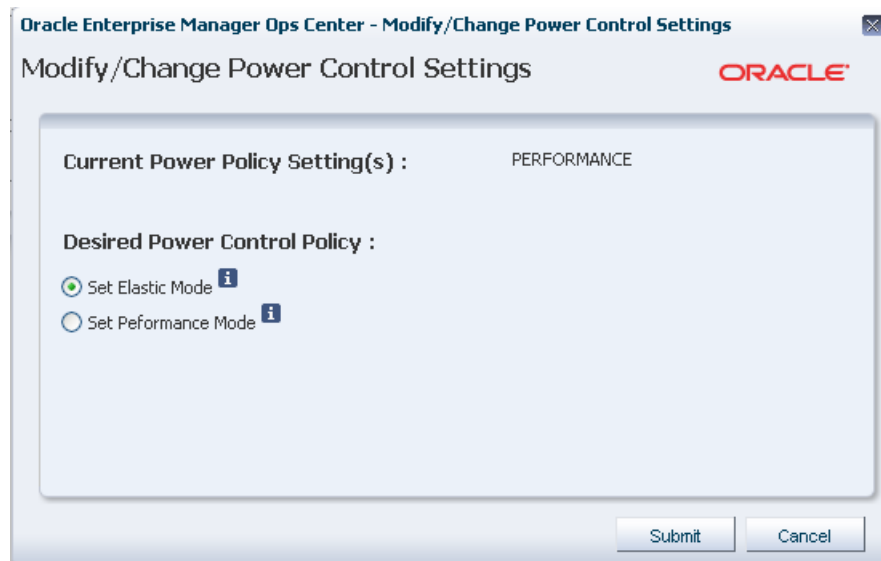 Oracle Enterprise Manager Ops Center - Modify/Change Power Control Settings
Modify/Change Power Control Settings
ORACLE
Current Power Policy Setting(s) : PERFORMANCE
Desired Power Control Policy :
Set Elastic Mode i
Set Peformance Mode i
Submit Cancel